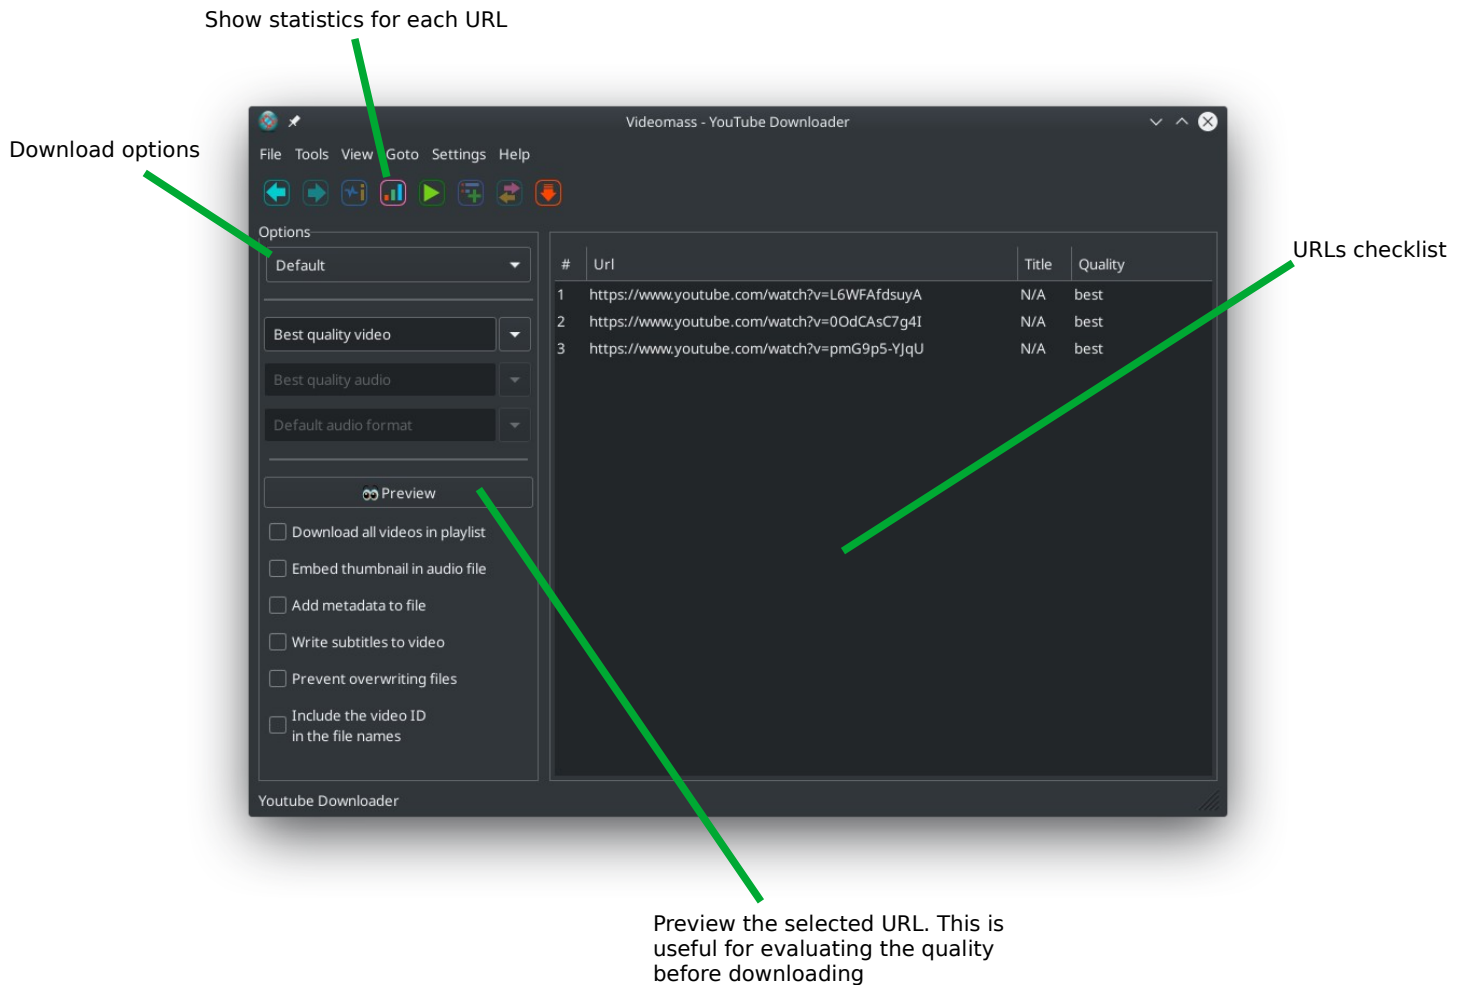 Show statistics for each URL
Download options
Videomass - YouTube Downloader
File Tools View Goto Settings Help
Options
Default
# Url Title Quality
URLs checklist
1 https://www.youtube.com/watch?v=L6WFAfdsuyA N/A best
2 https://www.youtube.com/watch?v=0OdCAsC7g4I N/A best
3 https://www.youtube.com/watch?v=pmG9p5-YJqU N/A best
Best quality video
Best quality audio
Default audio format
Preview
Download all videos in playlist
Embed thumbnail in audio file
Add metadata to file
Write subtitles to video
Prevent overwriting files
Include the video ID
in the file names
Youtube Downloader
Preview the selected URL. This is
useful for evaluating the quality
before downloading